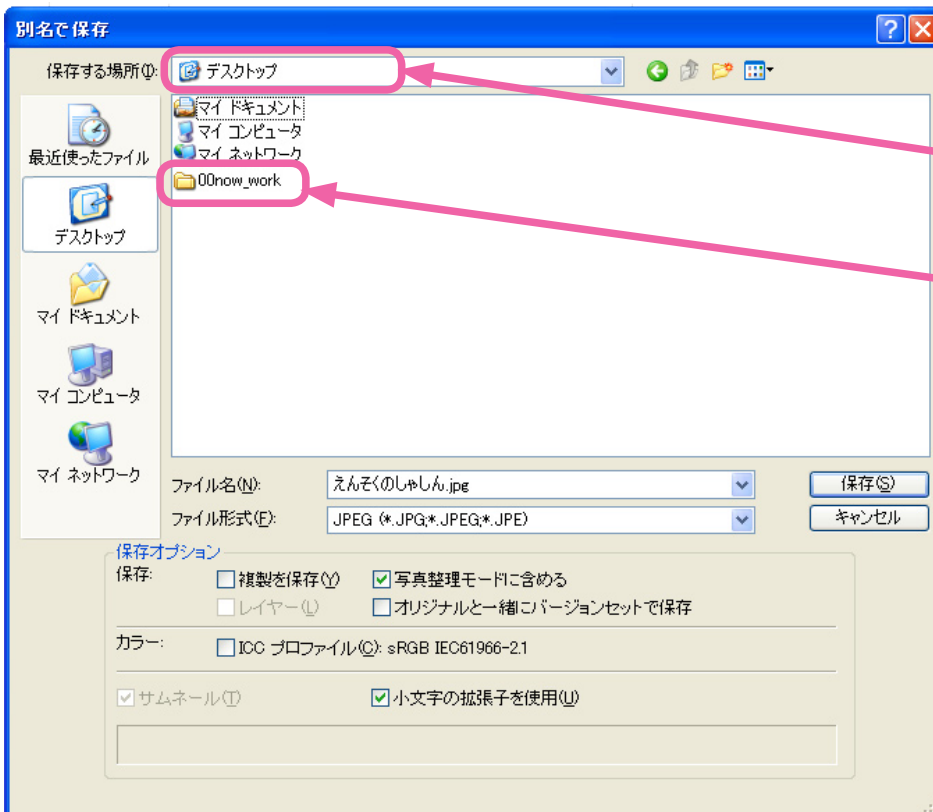 別名で保存
保存する場所(I):
デスクトップ
最近使ったファイル
デスクトップ
マイ ドキュメント
マイ コンピュータ
マイ ネットワーク
マイ ドキュメント
マイ コンピュータ
マイ ネットワーク
00now_work
ファイル名(N):
えんそくのしゃしん.jpg
保存(S)
ファイル形式(F):
JPEG (*.JPG;*.JPEG;*.JPE)
キャンセル
保存オプション
保存:
複製を保存(Y)
写真整理モードに含める
レイヤー(L)
オリジナルと一緒にバージョンセットで保存
カラー:
ICC プロファイル(C): sRGB IEC61966-2.1
サムネール(T)
小文字の拡張子を使用(U)